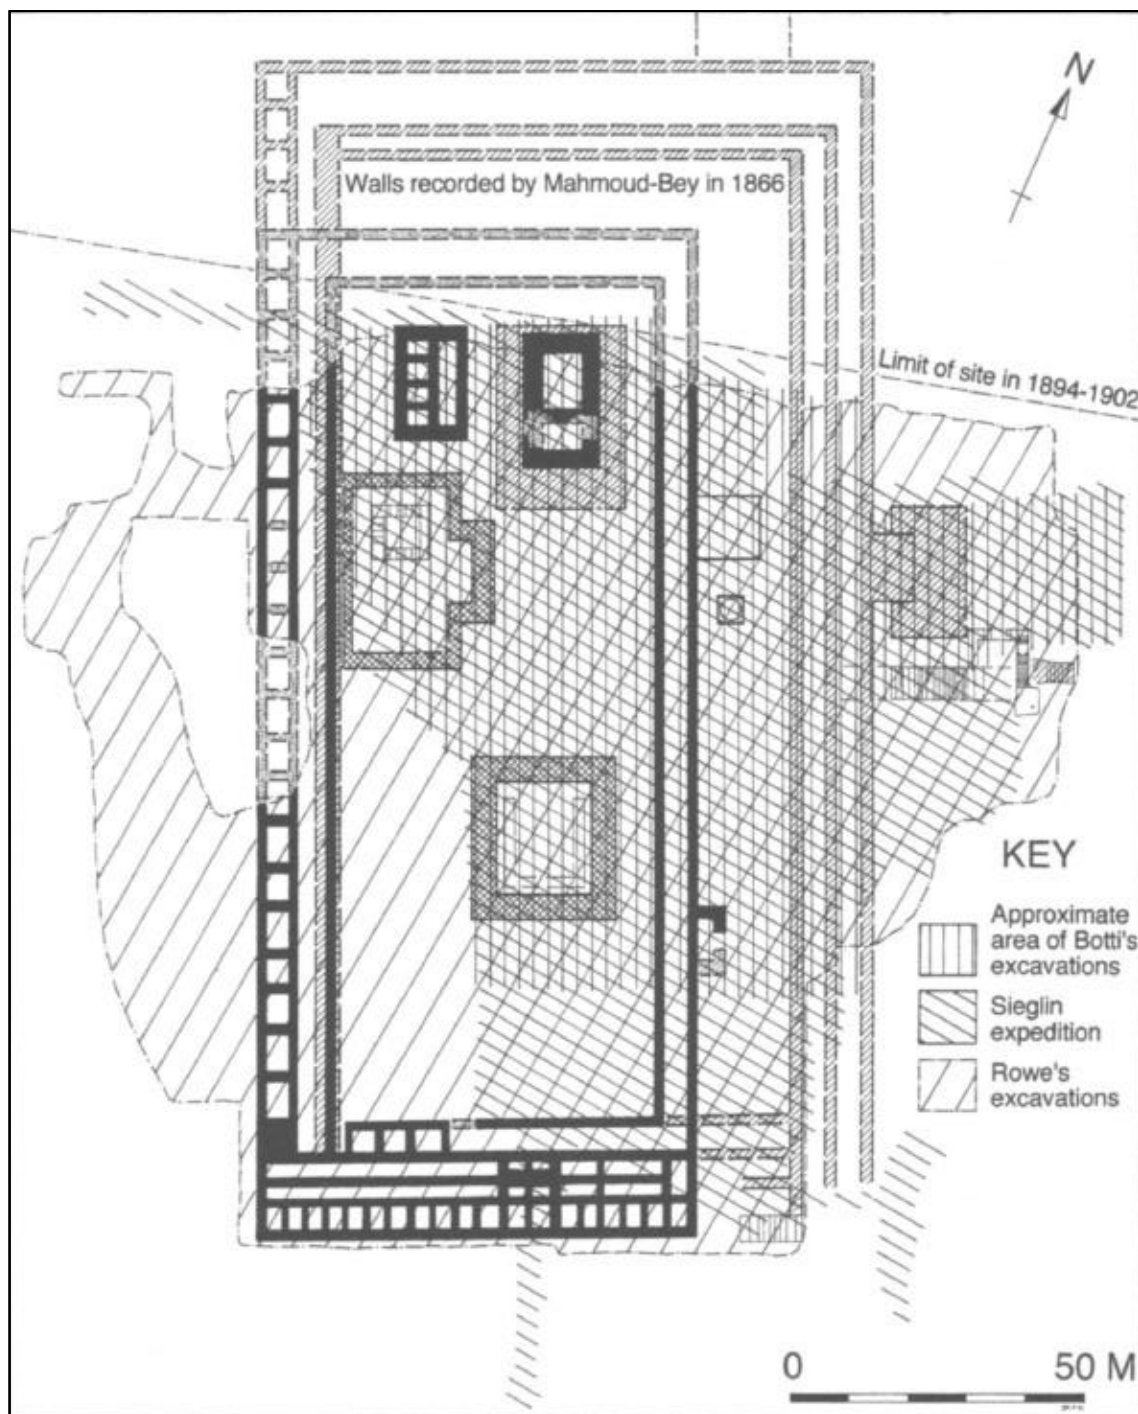 N
Walls recorded by Mahmoud-Bey in 1866
Limit of site in 1894-1902
KEY
Approximate
area of Botti's
excavations
Sieglin
expedition
Rowe's
excavations
0 50 M